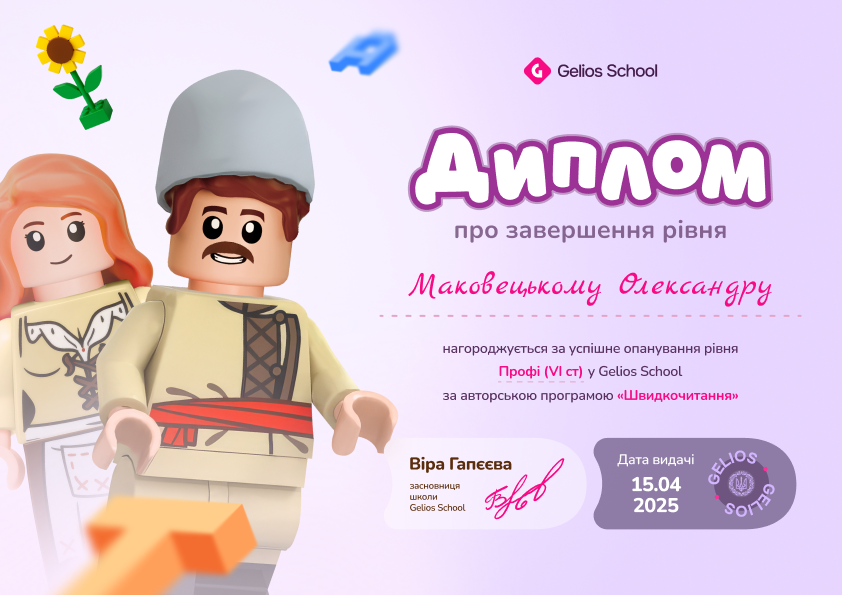 Gelios School
Диплом
про завершення рівня
Маковецькому Олександру
нагороджується за успішне опанування рівня
Профі (VI ст) у Gelios School
за авторською програмою «Швидкочитання»
Віра Гапєєва
засновниця
школи
Gelios School
Дата видачі
15.04
2025
GELIOS GELIOS